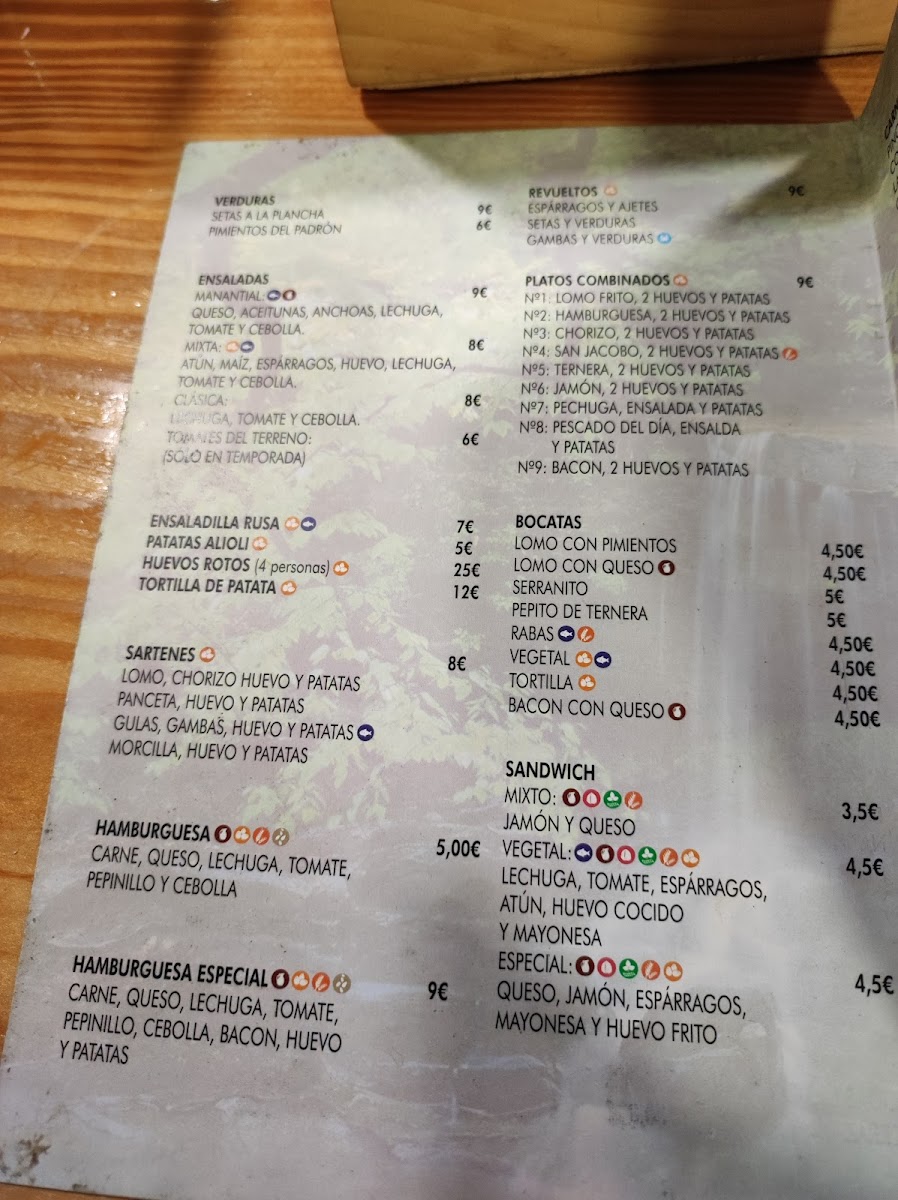 VERDURAS
SETAS A LA PLANCHA 9€
PIMIENTOS DEL PADRÓN 6€
ENSALADAS
MANANTIAL: 9€
QUESO, ACEITUNAS, ANCHOAS, LECHUGA,
TOMATE Y CEBOLLA.
MIXTA: 8€
ATÚN, MAÍZ, ESPÁRRAGOS, HUEVO, LECHUGA,
TOMATE Y CEBOLLA.
CLÁSICA: 8€
LECHUGA, TOMATE Y CEBOLLA.
TOMATES DEL TERRENO: 6€
(SOLO EN TEMPORADA)
ENSALADILLA RUSA 7€
PATATAS ALIOLI 5€
HUEVOS ROTOS (4 personas) 25€
TORTILLA DE PATATA 12€
SARTENES 8€
LOMO, CHORIZO HUEVO Y PATATAS
PANCETA, HUEVO Y PATATAS
GULAS, GAMBAS, HUEVO Y PATATAS
MORCILLA, HUEVO Y PATATAS
HAMBURGUESA 5,00€
CARNE, QUESO, LECHUGA, TOMATE,
PEPINILLO Y CEBOLLA
HAMBURGUESA ESPECIAL 9€
CARNE, QUESO, LECHUGA, TOMATE,
PEPINILLO, CEBOLLA, BACON, HUEVO
Y PATATAS
REVUELTOS 9€
ESPÁRRAGOS Y AJETES
SETAS Y VERDURAS
GAMBAS Y VERDURAS
PLATOS COMBINADOS 9€
Nº1: LOMO FRITO, 2 HUEVOS Y PATATAS
Nº2: HAMBURGUESA, 2 HUEVOS Y PATATAS
Nº3: CHORIZO, 2 HUEVOS Y PATATAS
Nº4: SAN JACOBO, 2 HUEVOS Y PATATAS
Nº5: TERNERA, 2 HUEVOS Y PATATAS
Nº6: JAMÓN, 2 HUEVOS Y PATATAS
Nº7: PECHUGA, ENSALADA Y PATATAS
Nº8: PESCADO DEL DÍA, ENSALDA
Y PATATAS
Nº9: BACON, 2 HUEVOS Y PATATAS
BOCATAS
LOMO CON PIMIENTOS 4,50€
LOMO CON QUESO 4,50€
SERRANITO 5€
PEPITO DE TERNERA 5€
RABAS 4,50€
VEGETAL 4,50€
TORTILLA 4,50€
BACON CON QUESO 4,50€
SANDWICH
MIXTO: 3,5€
JAMÓN Y QUESO
VEGETAL: 4,5€
LECHUGA, TOMATE, ESPÁRRAGOS,
ATÚN, HUEVO COCIDO
Y MAYONESA
ESPECIAL: 4,5€
QUESO, JAMÓN, ESPÁRRAGOS,
MAYONESA Y HUEVO FRITO